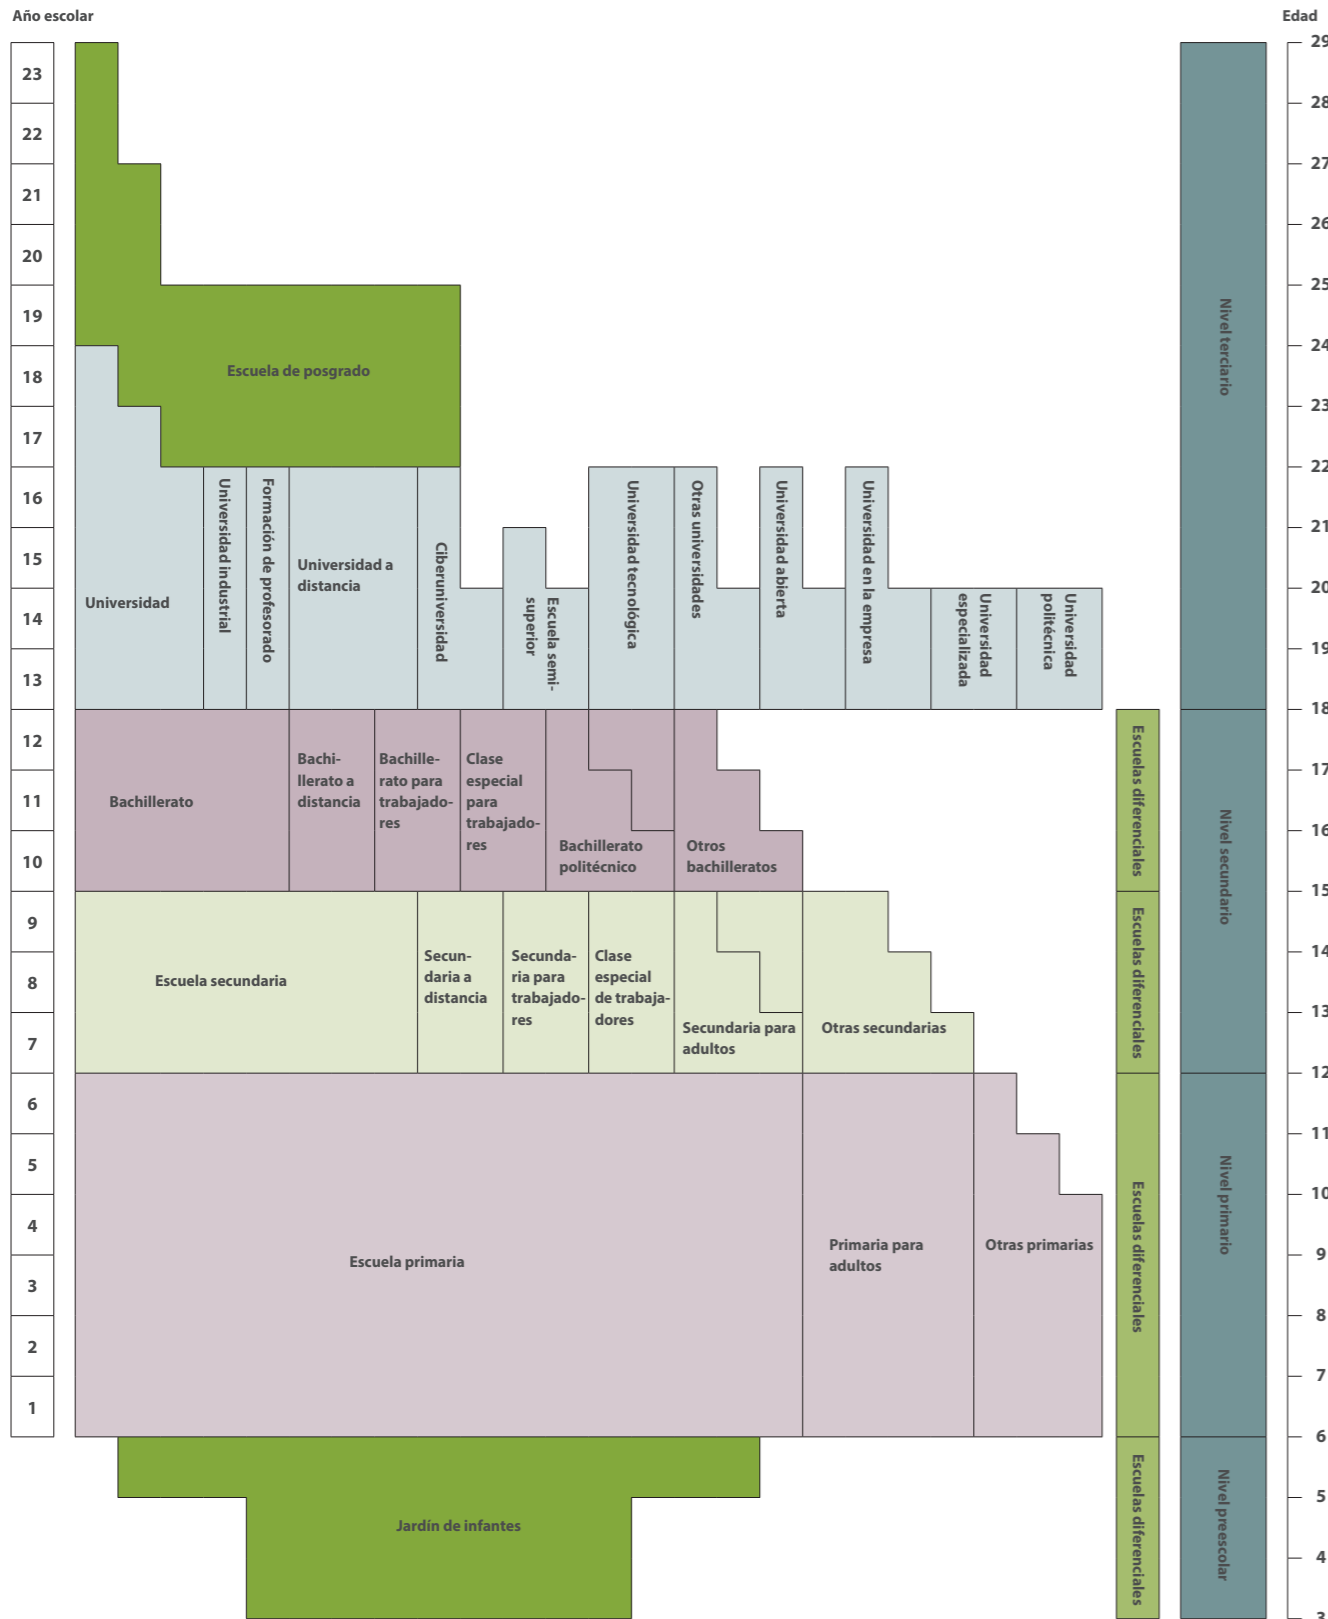 Año escolar
Edad
23
22
21
20
19
18
17
16
15
14
13
12
11
10
9
8
7
6
5
4
3
2
1
Escuela de posgrado
Universidad
Universidad industrial
Formación de profesorado
Universidad a
distancia
Ciberuniversidad
Escuela semi-
superior
Universidad tecnológica
Otras universidades
Universidad abierta
Universidad en la empresa
Universidad
especializada
Universidad
politécnica
Bachillerato
Bachi-
llerato a
distancia
Bachille-
rato para
trabajado-
res
Clase
especial
para
trabajado-
res
Bachillerato
politécnico
Otros
bachilleratos
Escuela secundaria
Secun-
daria a
distancia
Secunda-
ria para
trabajado-
res
Clase
especial
de trabaja-
dores
Secundaria para
adultos
Otras secundarias
Escuela primaria
Primaria para
adultos
Otras primarias
Jardín de infantes
Escuelas diferenciales
Escuelas diferenciales
Escuelas diferenciales
Escuelas diferenciales
Nivel terciario
Nivel secundario
Nivel primario
Nivel preescolar
29
28
27
26
25
24
23
22
21
20
19
18
17
16
15
14
13
12
11
10
9
8
7
6
5
4
3